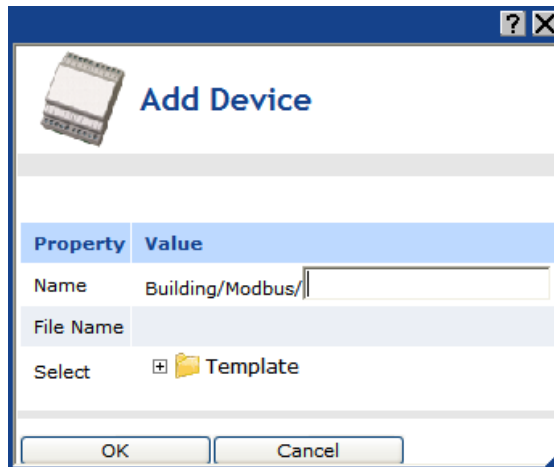 ?
Add Device
Property Value
Name Building/Modbus/
File Name
Select Template
OK Cancel